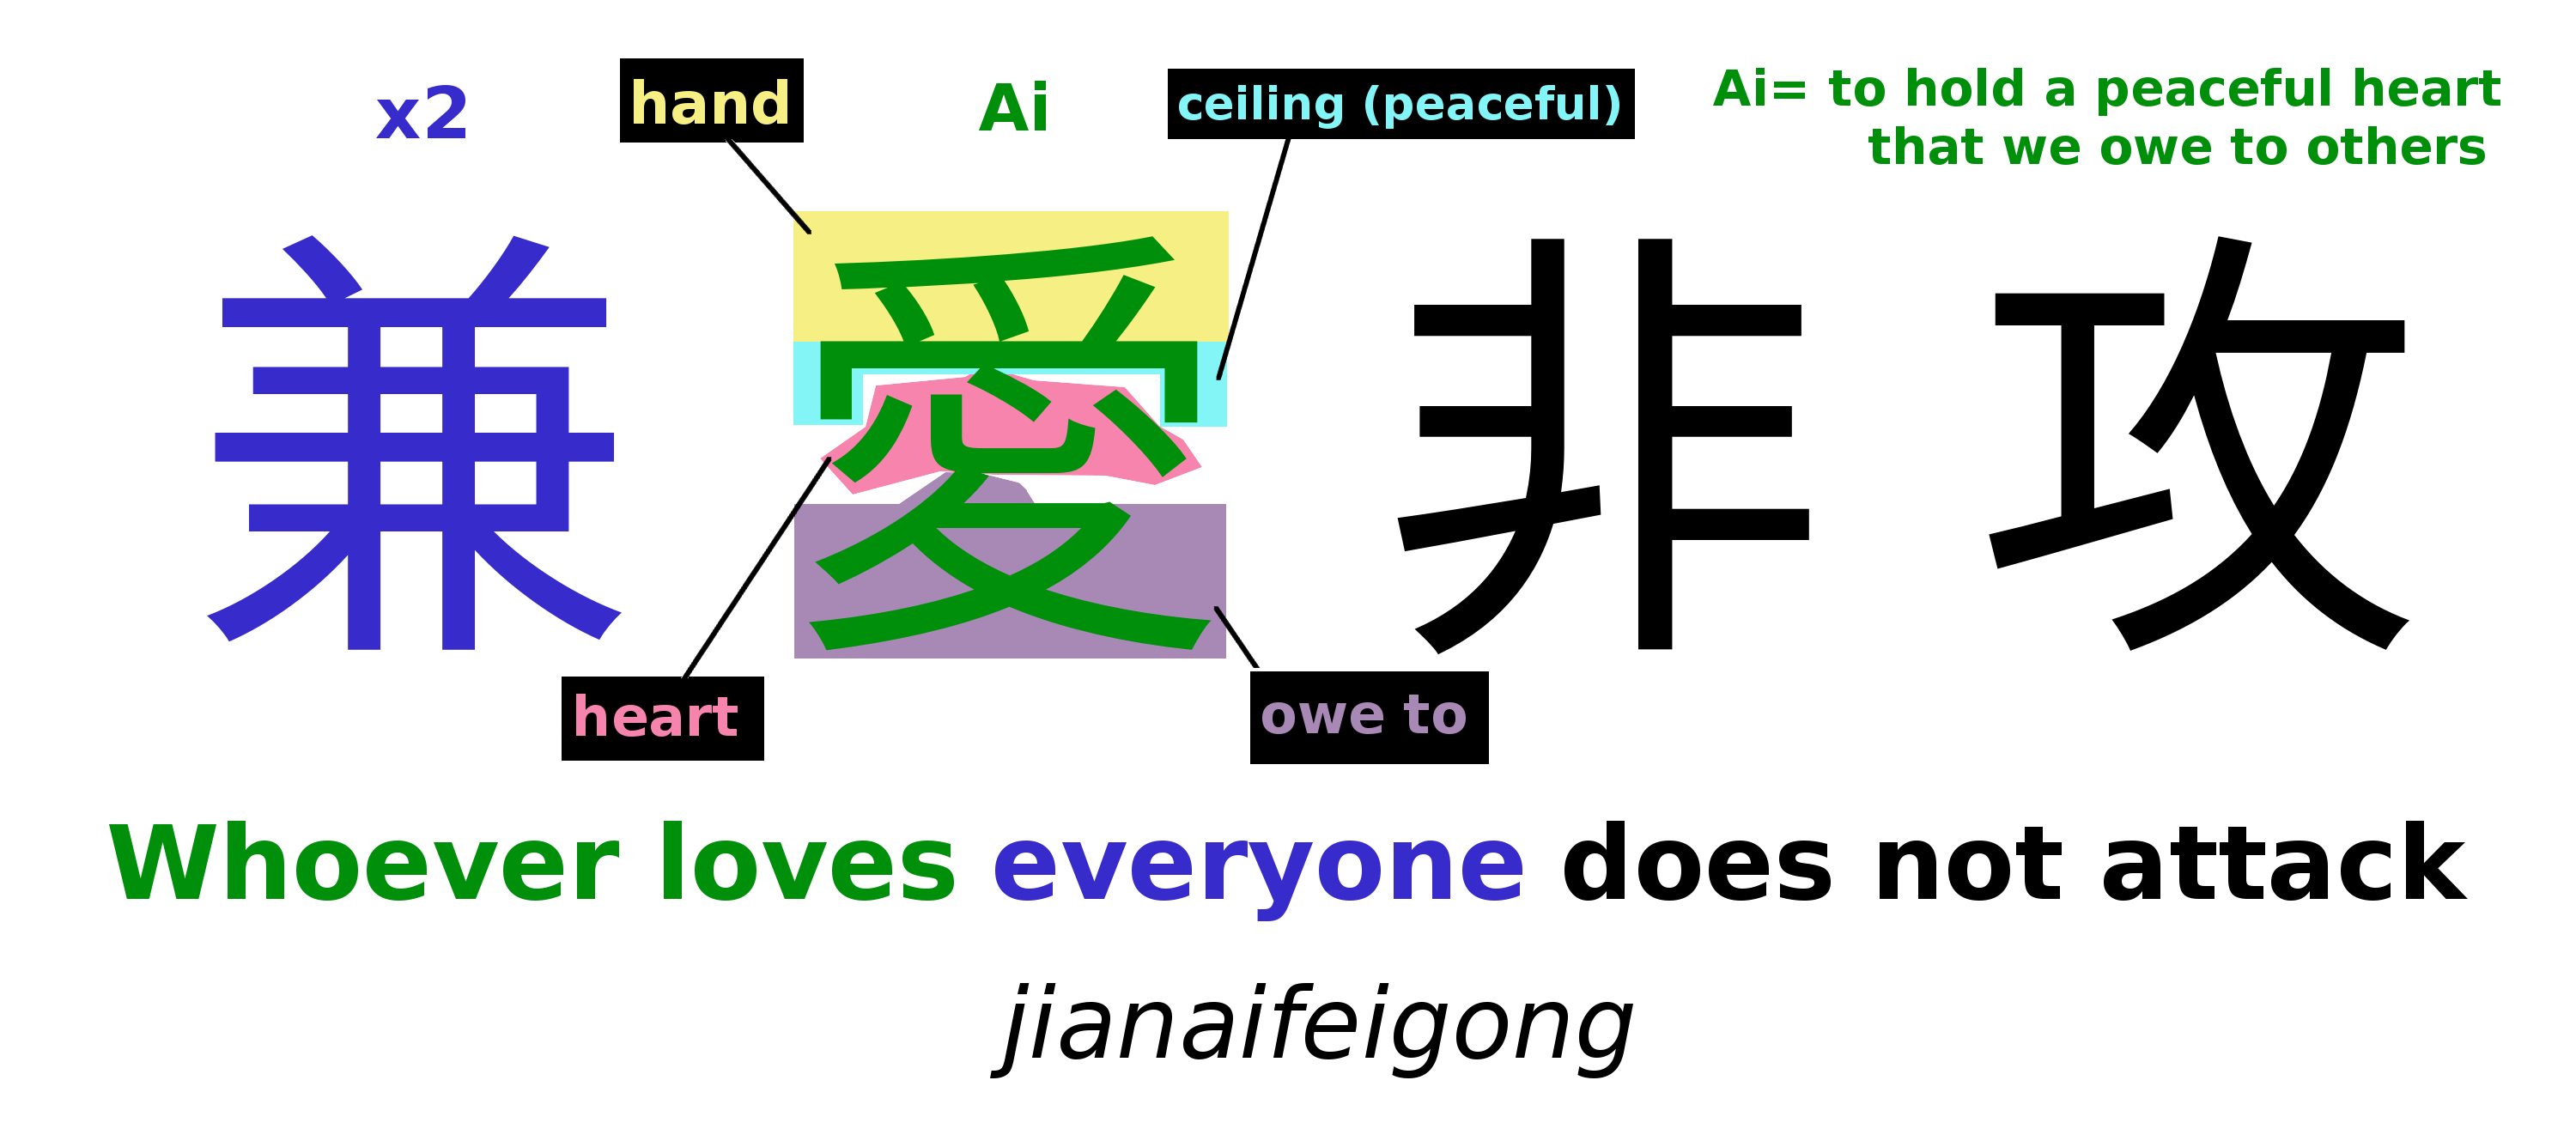 x2
hand
Ai
ceiling (peaceful)
Ai= to hold a peaceful heart
that we owe to others
兼愛非攻
heart
owe to
Whoever loves everyone does not attack
jianaifeigong